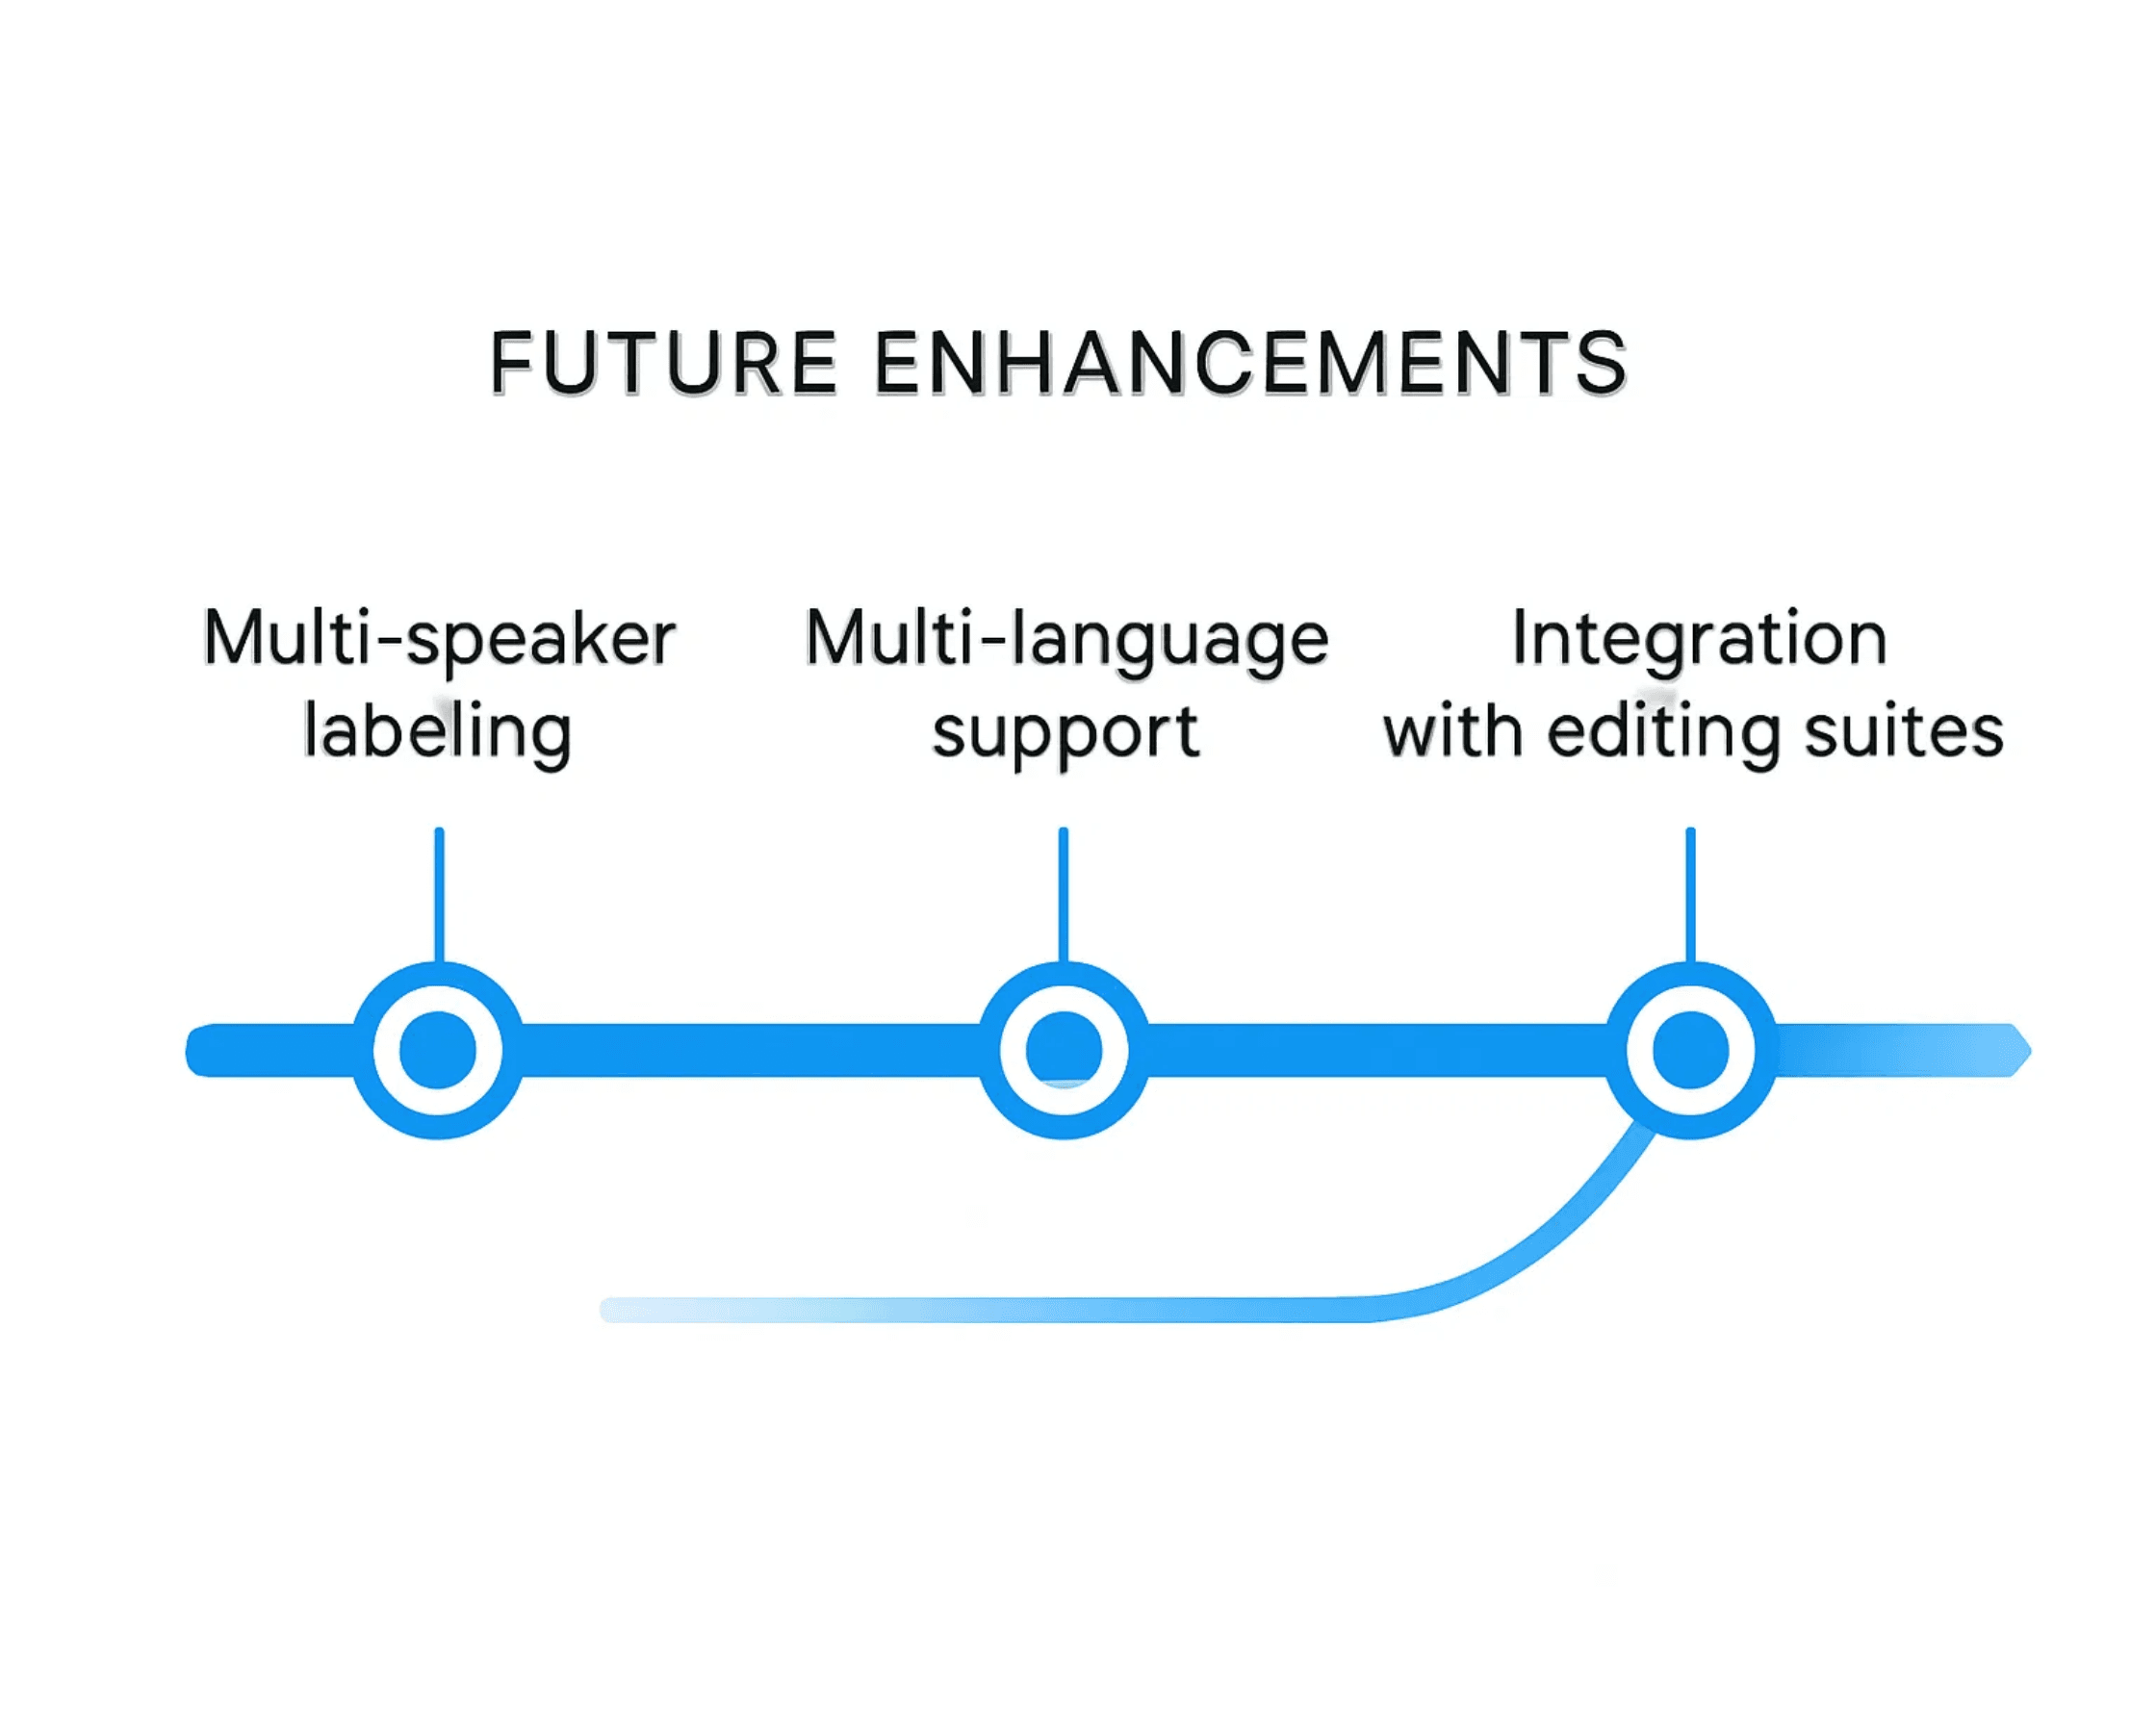 FUTURE ENHANCEMENTS
Multi-speaker
labeling
Multi-language
support
Integration
with editing suites